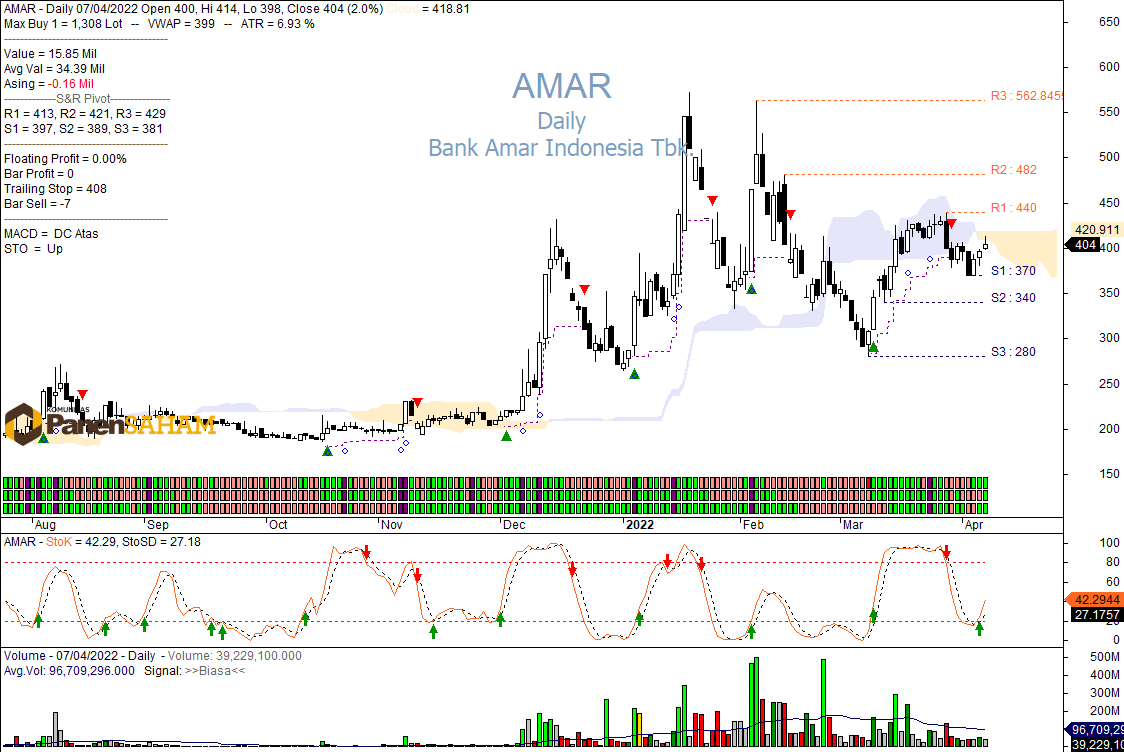 AMAR - Daily 07/04/2022 Open 400, Hi 414, Lo 398, Close 404 (2.0%) Cloud = 418.81
Max Buy 1 = 1,308 Lot -- VWAP = 399 -- ATR = 6.93 %
Value = 15.85 Mil
Avg Val = 34.39 Mil
Asing = -0.16 Mil
--------------S&R Pivot----------------
R1 = 413, R2 = 421, R3 = 429
S1 = 397, S2 = 389, S3 = 381
Floating Profit = 0.00%
Bar Profit = 0
Trailing Stop = 408
Bar Sell = -7
MACD = DC Atas
STO = Up
AMAR
Daily
Bank Amar Indonesia Tbk.
KOMUNITAS
PanenSAHAM
R3 : 562.845
R2 : 482
R1 : 440
S1 : 370
S2 : 340
S3 : 280
650
600
550
500
450
420.911
404
400
350
300
250
200
150
Aug Sep Oct Nov Dec 2022 Feb Mar Apr
AMAR - StoK = 42.29, StoSD = 27.18
100
80
60
42.2944
27.1757
20
0
Volume - 07/04/2022 - Daily - Volume: 39,229,100.000
Avg.Vol: 96,709,296.000 Signal: >>Biasa<<
500M
400M
300M
200M
96,709,29
39,229,10